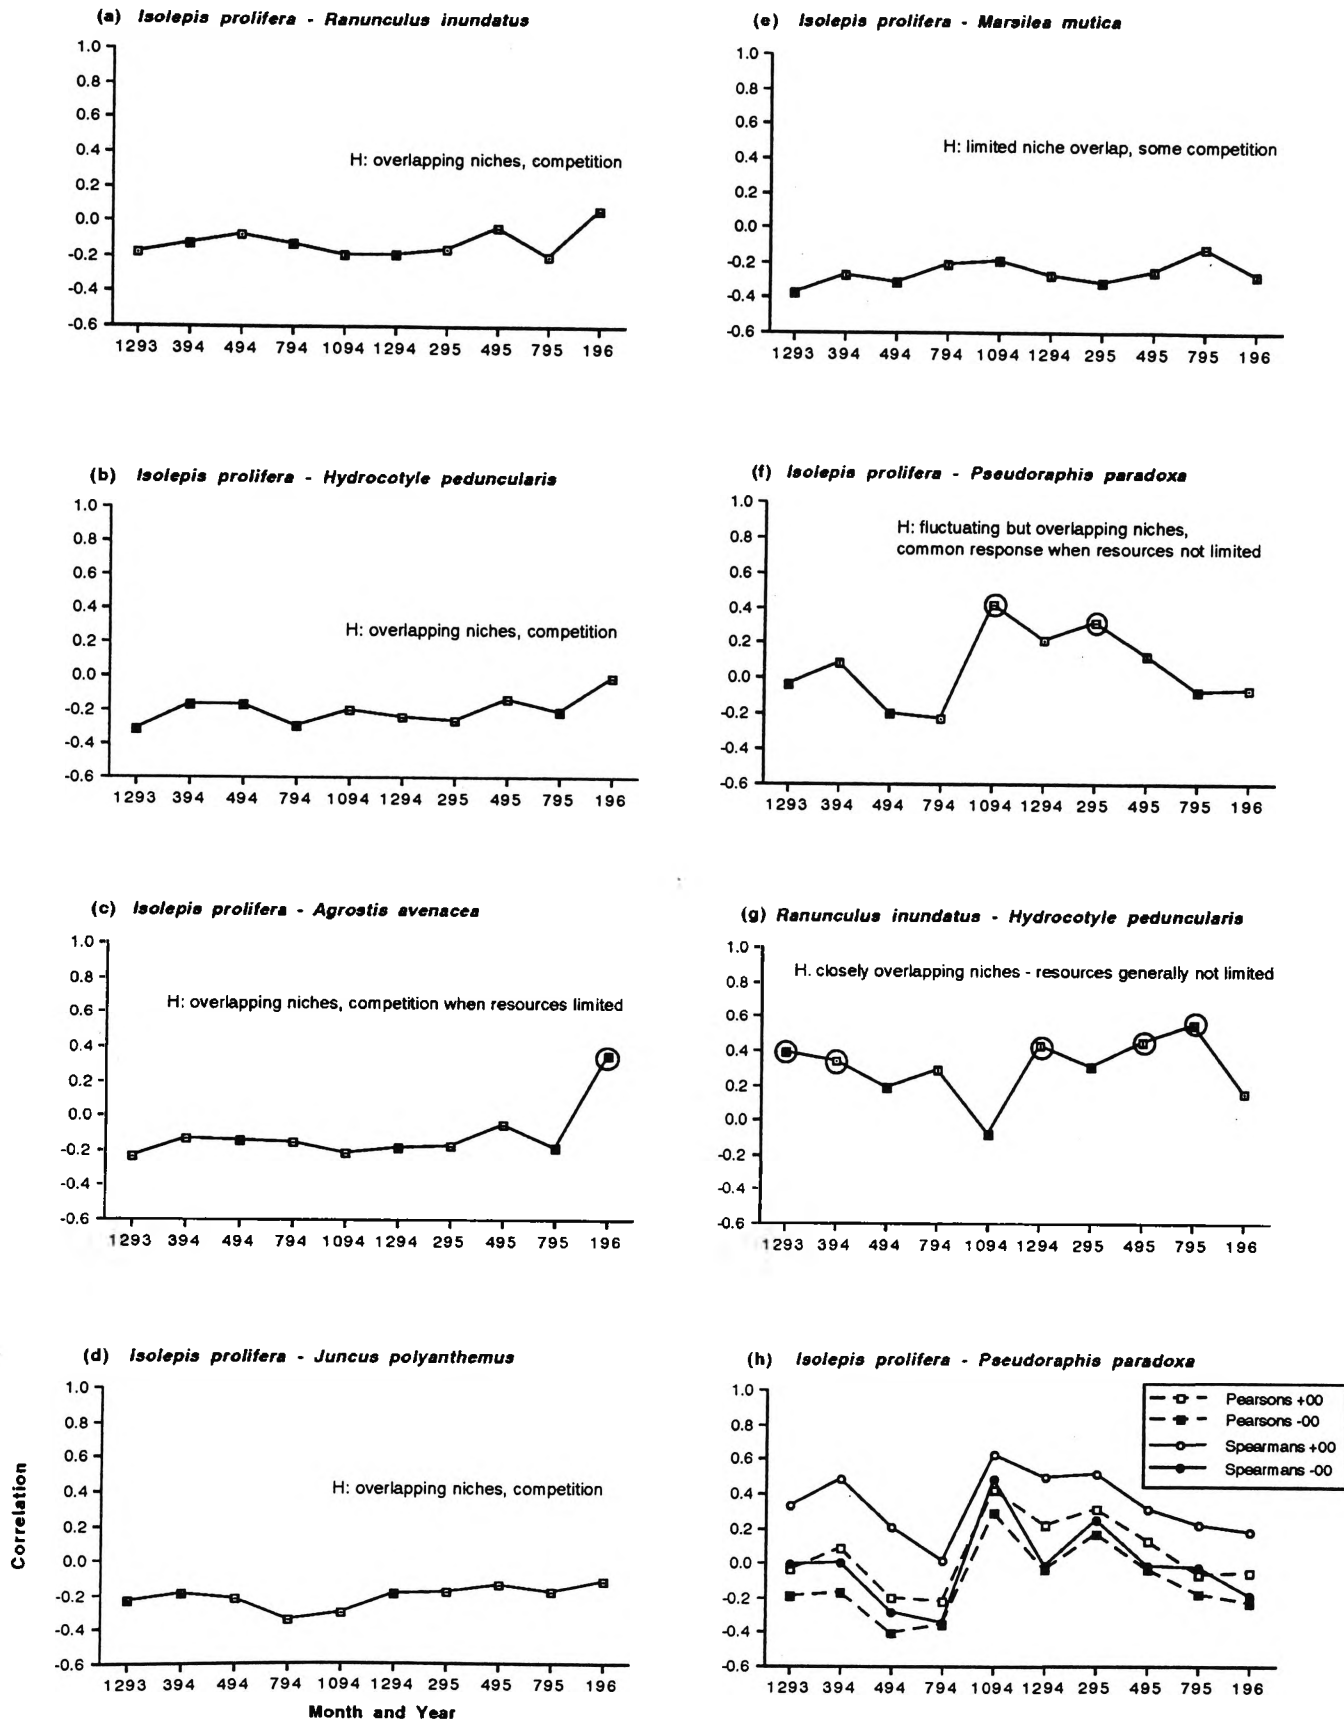 (a) Isolepis prolifera - Ranunculus inundatus
1.0
0.8
0.6
0.4
0.2
0.0
-0.2
-0.4
-0.6
H: overlapping niches, competition
1293 394 494 794 1094 1294 295 495 795 196
(b) Isolepis prolifera - Hydrocotyle peduncularis
1.0
0.8
0.6
0.4
0.2
0.0
-0.2
-0.4
-0.6
H: overlapping niches, competition
1293 394 494 794 1094 1294 295 495 795 196
(c) Isolepis prolifera - Agrostis avenacea
1.0
0.8
0.6
0.4
0.2
0.0
-0.2
-0.4
-0.6
H: overlapping niches, competition when resources limited
1293 394 494 794 1094 1294 295 495 795 196
(d) Isolepis prolifera - Juncus polyanthemus
1.0
0.8
0.6
0.4
0.2
0.0
-0.2
-0.4
-0.6
H: overlapping niches, competition
1293 394 494 794 1094 1294 295 495 795 196
Correlation
Month and Year
(e) Isolepis prolifera - Marsilea mutica
1.0
0.8
0.6
0.4
0.2
0.0
-0.2
-0.4
-0.6
H: limited niche overlap, some competition
1293 394 494 794 1094 1294 295 495 795 196
(f) Isolepis prolifera - Pseudoraphis paradoxa
1.0
0.8
0.6
0.4
0.2
0.0
-0.2
-0.4
-0.6
H: fluctuating but overlapping niches,
common response when resources not limited
1293 394 494 794 1094 1294 295 495 795 196
(g) Ranunculus inundatus - Hydrocotyle peduncularis
1.0
0.8
0.6
0.4
0.2
0.0
-0.2
-0.4
-0.6
H. closely overlapping niches - resources generally not limited
1293 394 494 794 1094 1294 295 495 795 196
(h) Isolepis prolifera - Pseudoraphis paradoxa
1.0
0.8
0.6
0.4
0.2
0.0
-0.2
-0.4
-0.6
Pearsons +00
Pearsons -00
Spearmans +00
Spearmans -00
1293 394 494 794 1094 1294 295 495 795 196